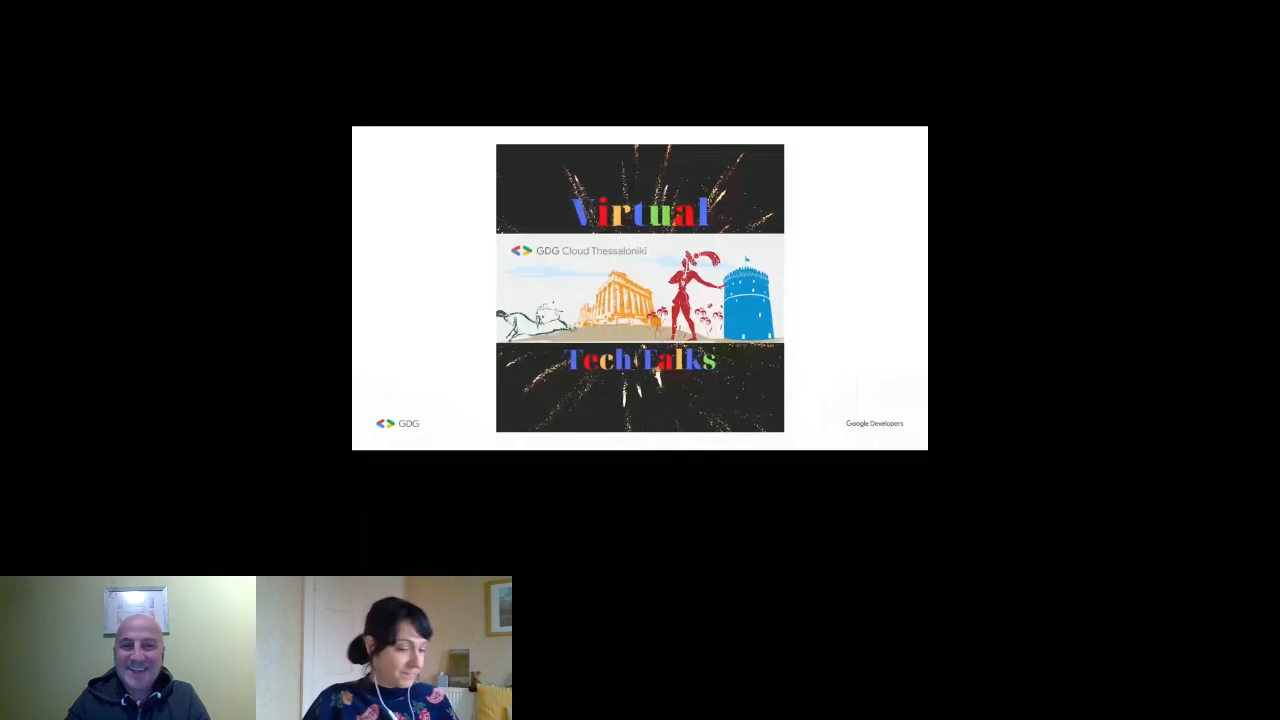 Virtual
GDG Cloud Thessaloniki
Tech Talks
GDG
Google Developers